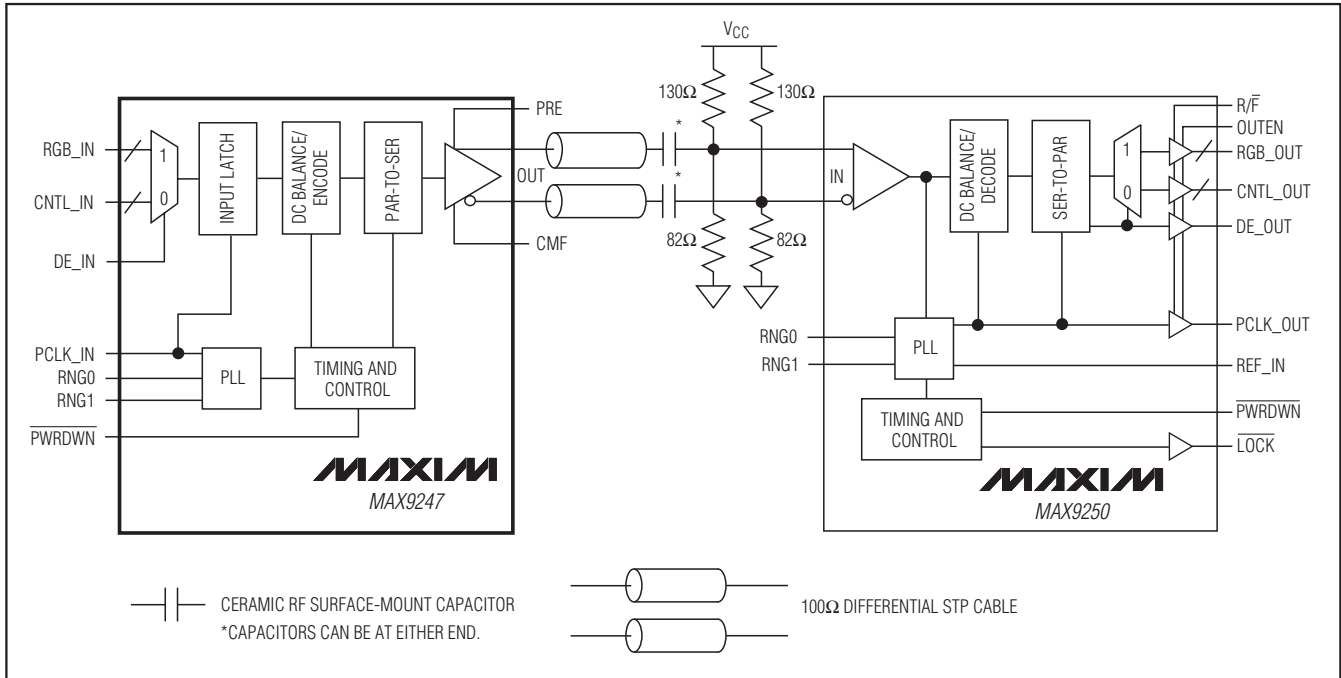 VCC
130Ω
130Ω
82Ω
82Ω
*
*
RGB_IN
CNTL_IN
DE_IN
PCLK_IN
RNG0
RNG1
PWRDWN
1
0
INPUT LATCH
DC BALANCE/
ENCODE
PAR-TO-SER
PLL
TIMING AND
CONTROL
PRE
OUT
CMF
MAXIM
MAX9247
IN
DC BALANCE/
DECODE
SER-TO-PAR
1
0
R/F
OUTEN
RGB_OUT
CNTL_OUT
DE_OUT
PCLK_OUT
RNG0
RNG1
PLL
REF_IN
TIMING AND
CONTROL
PWRDWN
LOCK
MAXIM
MAX9250
CERAMIC RF SURFACE-MOUNT CAPACITOR
*CAPACITORS CAN BE AT EITHER END.
100Ω DIFFERENTIAL STP CABLE